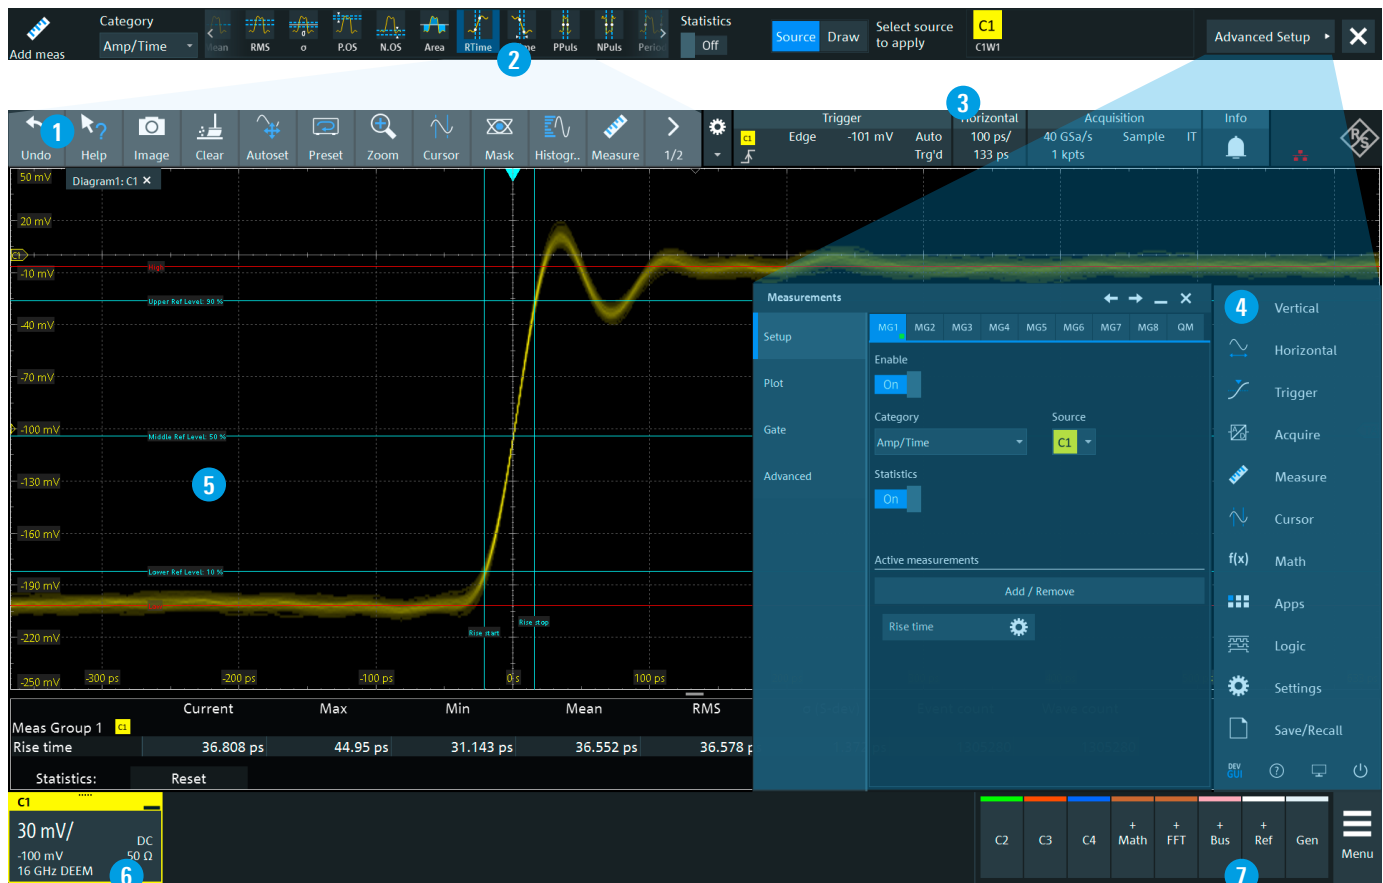 Add meas
Category
Amp/Time
RMS
σ
P.OS
N.OS
Area
RTime
PPuls
NPuls
Statistics
Off
Source
Draw
Select source
to apply
C1
C1W1
Advanced Setup
2
1
Undo
Help
Image
Clear
Autoset
Preset
Zoom
Cursor
Mask
Histogr..
Measure
1/2
3
C1
Trigger
Edge
-101 mV
Auto
Trg'd
Horizontal
100 ps/
133 ps
Acquisition
40 GSa/s
Sample
IT
1 kpts
Info
R S
Diagram1: C1
50 mV
20 mV
C1
-10 mV
-40 mV
-70 mV
-100 mV
-130 mV
-160 mV
-190 mV
-220 mV
-250 mV
Upper Ref Level: 90 %
Middle Ref Level: 50 %
Lower Ref Level: 10 %
Rise start
Rise stop
5
-300 ps
-200 ps
-100 ps
0 s
100 ps
Measurements
Setup
Plot
Gate
Advanced
MG1
MG2
MG3
MG4
MG5
MG6
MG7
MG8
QM
Enable
On
Category
Amp/Time
Source
C1
Statistics
On
Active measurements
Add / Remove
Rise time
4
Vertical
Horizontal
Trigger
Acquire
Measure
Cursor
f(x)
Math
Apps
Logic
Settings
Save/Recall
DEV
GUI
?
Current
Max
Min
Mean
RMS
Meas Group 1
C1
Rise time
36.808 ps
44.95 ps
31.143 ps
36.552 ps
36.578 p
Statistics:
Reset
C1
30 mV/
DC
-100 mV
50 Ω
16 GHz DEEM
6
C2
C3
C4
+
Math
+
FFT
+
Bus
+
Ref
Gen
7
Menu